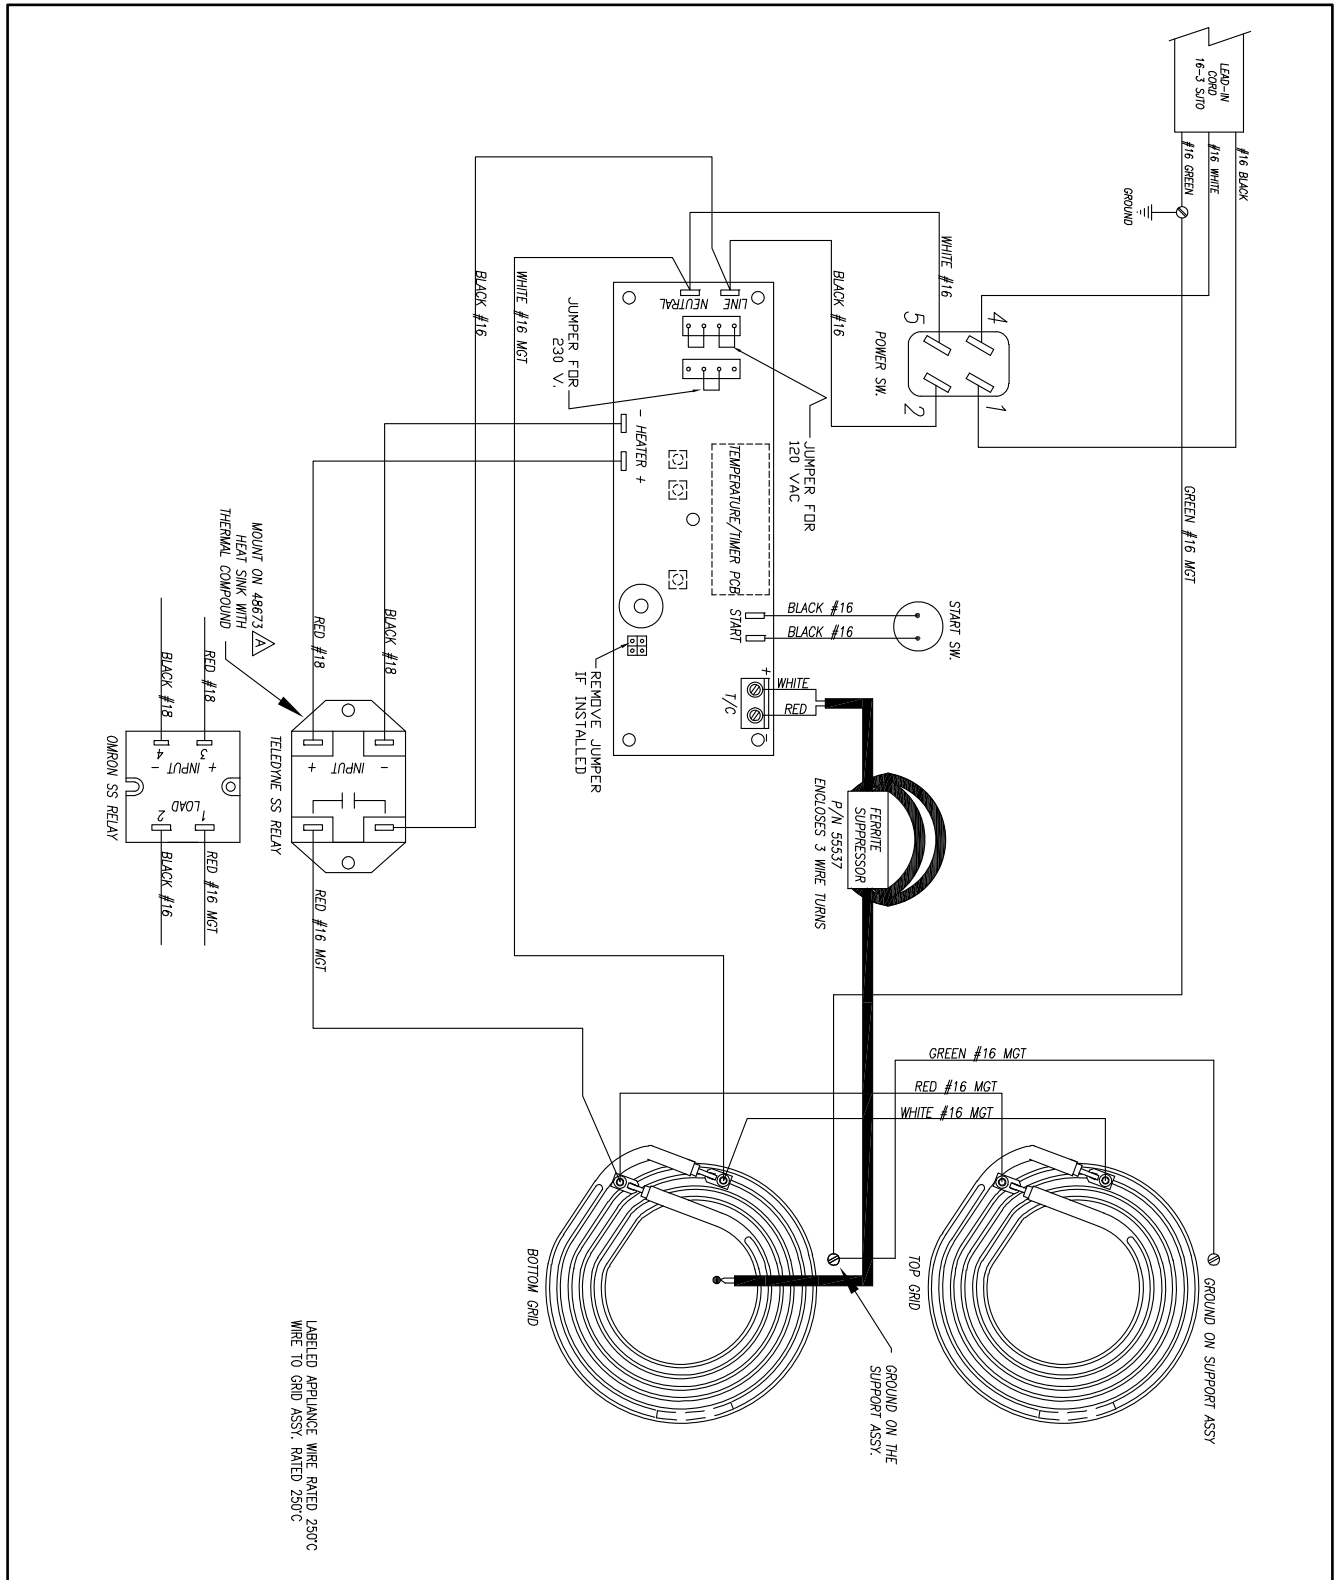 LEAD-IN
CORD
16-3 SJTO
#16 BLACK
#16 WHITE
#16 GREEN
GROUND
WHITE #16
BLACK #16
4
5
1
2
POWER SW.
GREEN #16 MGT
BLACK #16
WHITE #16 MGT
LINE
NEUTRAL
JUMPER FOR
230 V.
JUMPER FOR
120 VAC
- HEATER +
TEMPERATURE/TIMER PCB
START
BLACK #16
BLACK #16
START SW.
+
T/C
-
WHITE
RED
REMOVE JUMPER
IF INSTALLED
FERRITE
SUPPRESSOR
P/N 55537
ENCLOSES 3 WIRE TURNS
MOUNT ON 48673
HEAT SINK WITH
THERMAL COMPOUND
A
RED #18
BLACK #18
- INPUT +
TELEDYNE SS RELAY
RED #16 MGT
RED #18
BLACK #18
3
4
+ INPUT -
LOAD
1
2
OMRON SS RELAY
RED #16 MGT
BLACK #16
GREEN #16 MGT
RED #16 MGT
WHITE #16 MGT
TOP GRID
BOTTOM GRID
GROUND ON SUPPORT ASSY
GROUND ON THE
SUPPORT ASSY.
LABELED APPLIANCE WIRE RATED 250°C
WIRE TO GRID ASSY. RATED 250°C